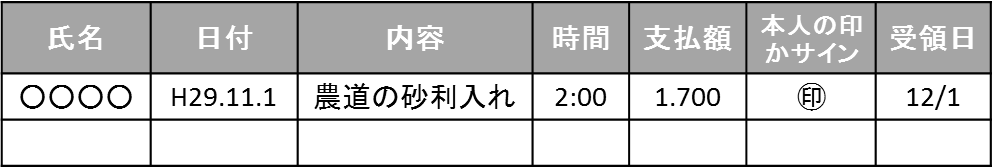 氏名 日付 内容 時間 支払額 本人の印かサイン 受領日
〇〇〇〇 H29.11.1 農道の砂利入れ 2:00 1.700 ㊞ 12/1